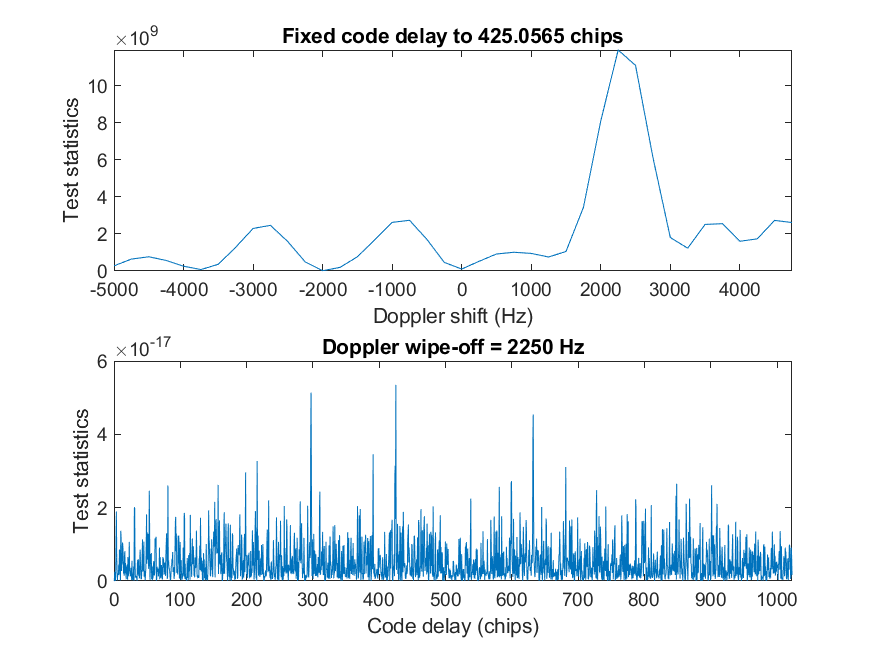 ×10^9
Fixed code delay to 425.0565 chips
Test statistics
10
8
6
4
2
0
-5000 -4000 -3000 -2000 -1000 0 1000 2000 3000 4000
Doppler shift (Hz)
×10^-17
Doppler wipe-off = 2250 Hz
Test statistics
6
4
2
0
0 100 200 300 400 500 600 700 800 900 1000
Code delay (chips)